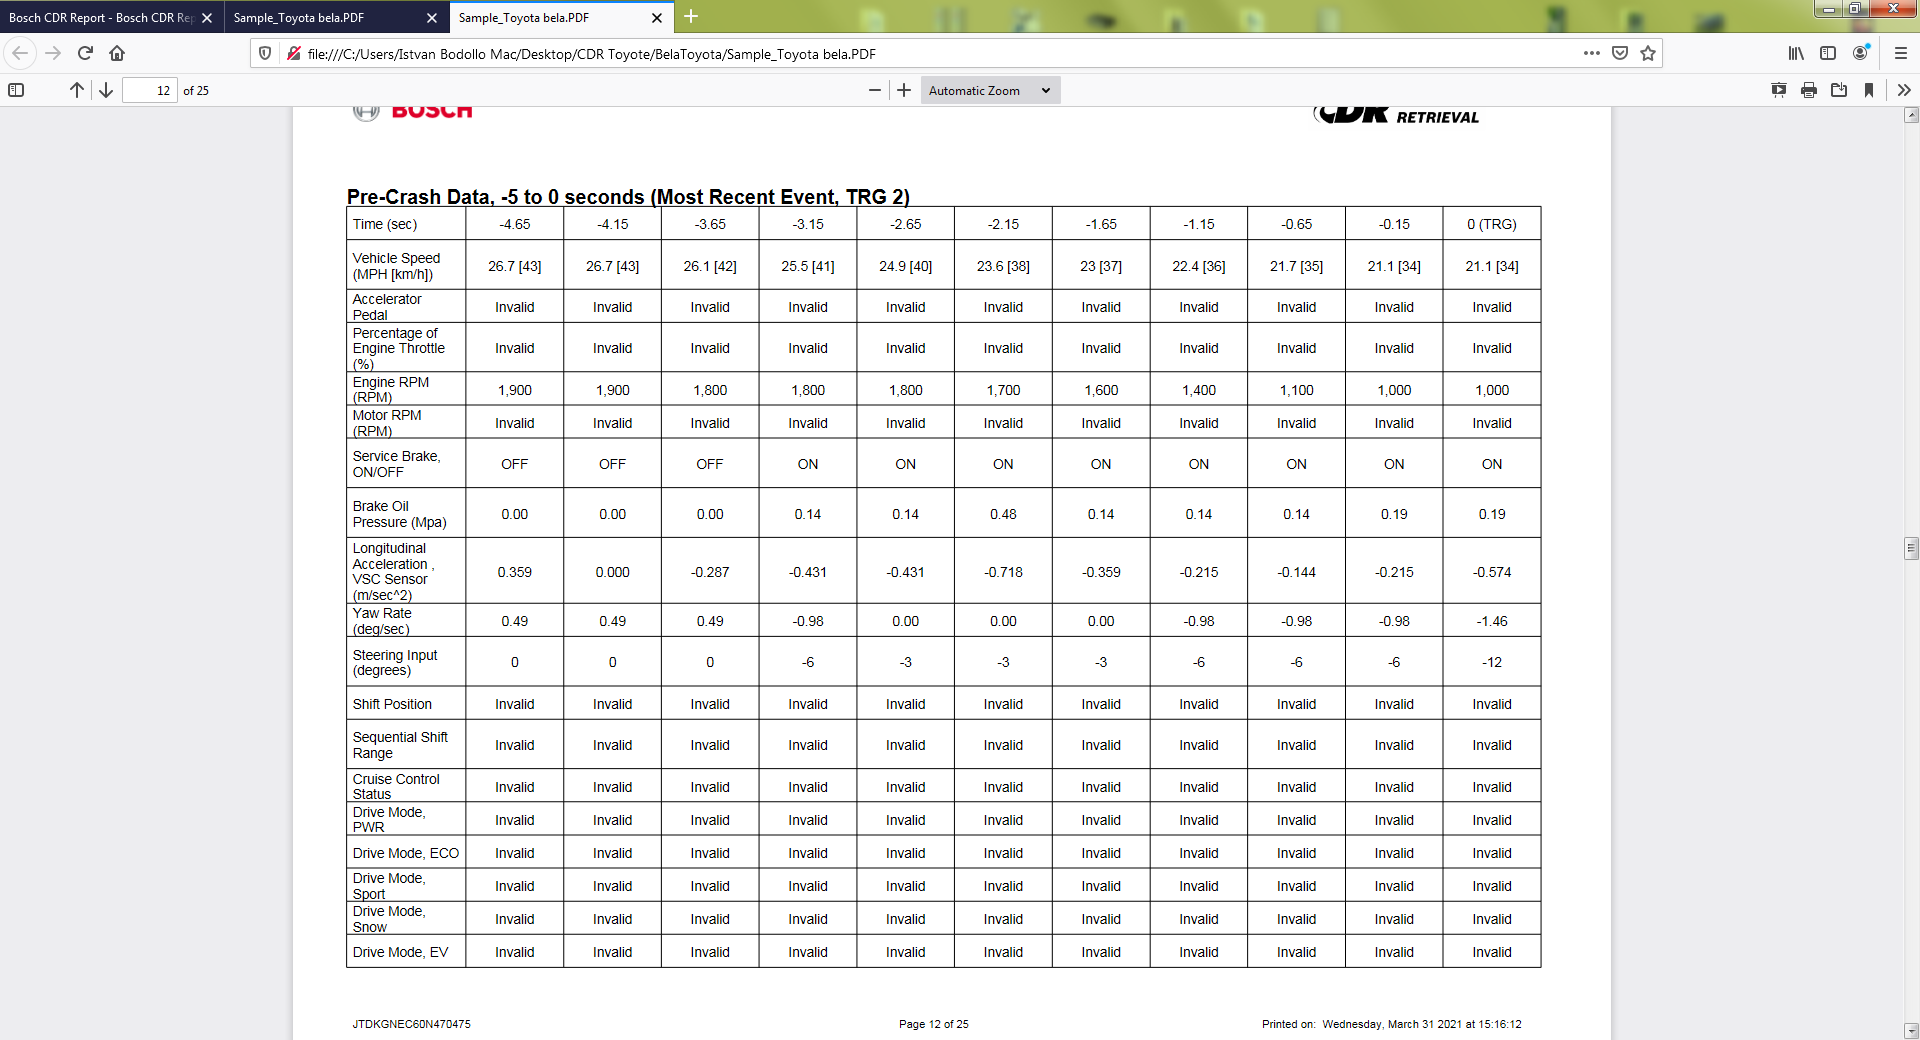 Bosch CDR Report - Bosch CDR Rep
Sample_Toyota bela.PDF
Sample_Toyota bela.PDF
file:///C:/Users/Istvan Bodollo Mac/Desktop/CDR Toyote/BelaToyota/Sample_Toyota bela.PDF
12 of 25
Automatic Zoom
BOSCH
CDR RETRIEVAL
Pre-Crash Data, -5 to 0 seconds (Most Recent Event, TRG 2)
Time (sec) -4.65 -4.15 -3.65 -3.15 -2.65 -2.15 -1.65 -1.15 -0.65 -0.15 0 (TRG)
Vehicle Speed
(MPH [km/h]) 26.7 [43] 26.7 [43] 26.1 [42] 25.5 [41] 24.9 [40] 23.6 [38] 23 [37] 22.4 [36] 21.7 [35] 21.1 [34] 21.1 [34]
Accelerator
Pedal Invalid Invalid Invalid Invalid Invalid Invalid Invalid Invalid Invalid Invalid Invalid
Percentage of
Engine Throttle
(%) Invalid Invalid Invalid Invalid Invalid Invalid Invalid Invalid Invalid Invalid Invalid
Engine RPM
(RPM) 1,900 1,900 1,800 1,800 1,800 1,700 1,600 1,400 1,100 1,000 1,000
Motor RPM
(RPM) Invalid Invalid Invalid Invalid Invalid Invalid Invalid Invalid Invalid Invalid Invalid
Service Brake,
ON/OFF OFF OFF OFF ON ON ON ON ON ON ON ON
Brake Oil
Pressure (Mpa) 0.00 0.00 0.00 0.14 0.14 0.48 0.14 0.14 0.14 0.19 0.19
Longitudinal
Acceleration ,
VSC Sensor
(m/sec^2) 0.359 0.000 -0.287 -0.431 -0.431 -0.718 -0.359 -0.215 -0.144 -0.215 -0.574
Yaw Rate
(deg/sec) 0.49 0.49 0.49 -0.98 0.00 0.00 0.00 -0.98 -0.98 -0.98 -1.46
Steering Input
(degrees) 0 0 0 -6 -3 -3 -3 -6 -6 -6 -12
Shift Position Invalid Invalid Invalid Invalid Invalid Invalid Invalid Invalid Invalid Invalid Invalid
Sequential Shift
Range Invalid Invalid Invalid Invalid Invalid Invalid Invalid Invalid Invalid Invalid Invalid
Cruise Control
Status Invalid Invalid Invalid Invalid Invalid Invalid Invalid Invalid Invalid Invalid Invalid
Drive Mode,
PWR Invalid Invalid Invalid Invalid Invalid Invalid Invalid Invalid Invalid Invalid Invalid
Drive Mode, ECO Invalid Invalid Invalid Invalid Invalid Invalid Invalid Invalid Invalid Invalid Invalid
Drive Mode,
Sport Invalid Invalid Invalid Invalid Invalid Invalid Invalid Invalid Invalid Invalid Invalid
Drive Mode,
Snow Invalid Invalid Invalid Invalid Invalid Invalid Invalid Invalid Invalid Invalid Invalid
Drive Mode, EV Invalid Invalid Invalid Invalid Invalid Invalid Invalid Invalid Invalid Invalid Invalid
JTDKGNEC60N470475 Page 12 of 25 Printed on: Wednesday, March 31 2021 at 15:16:12